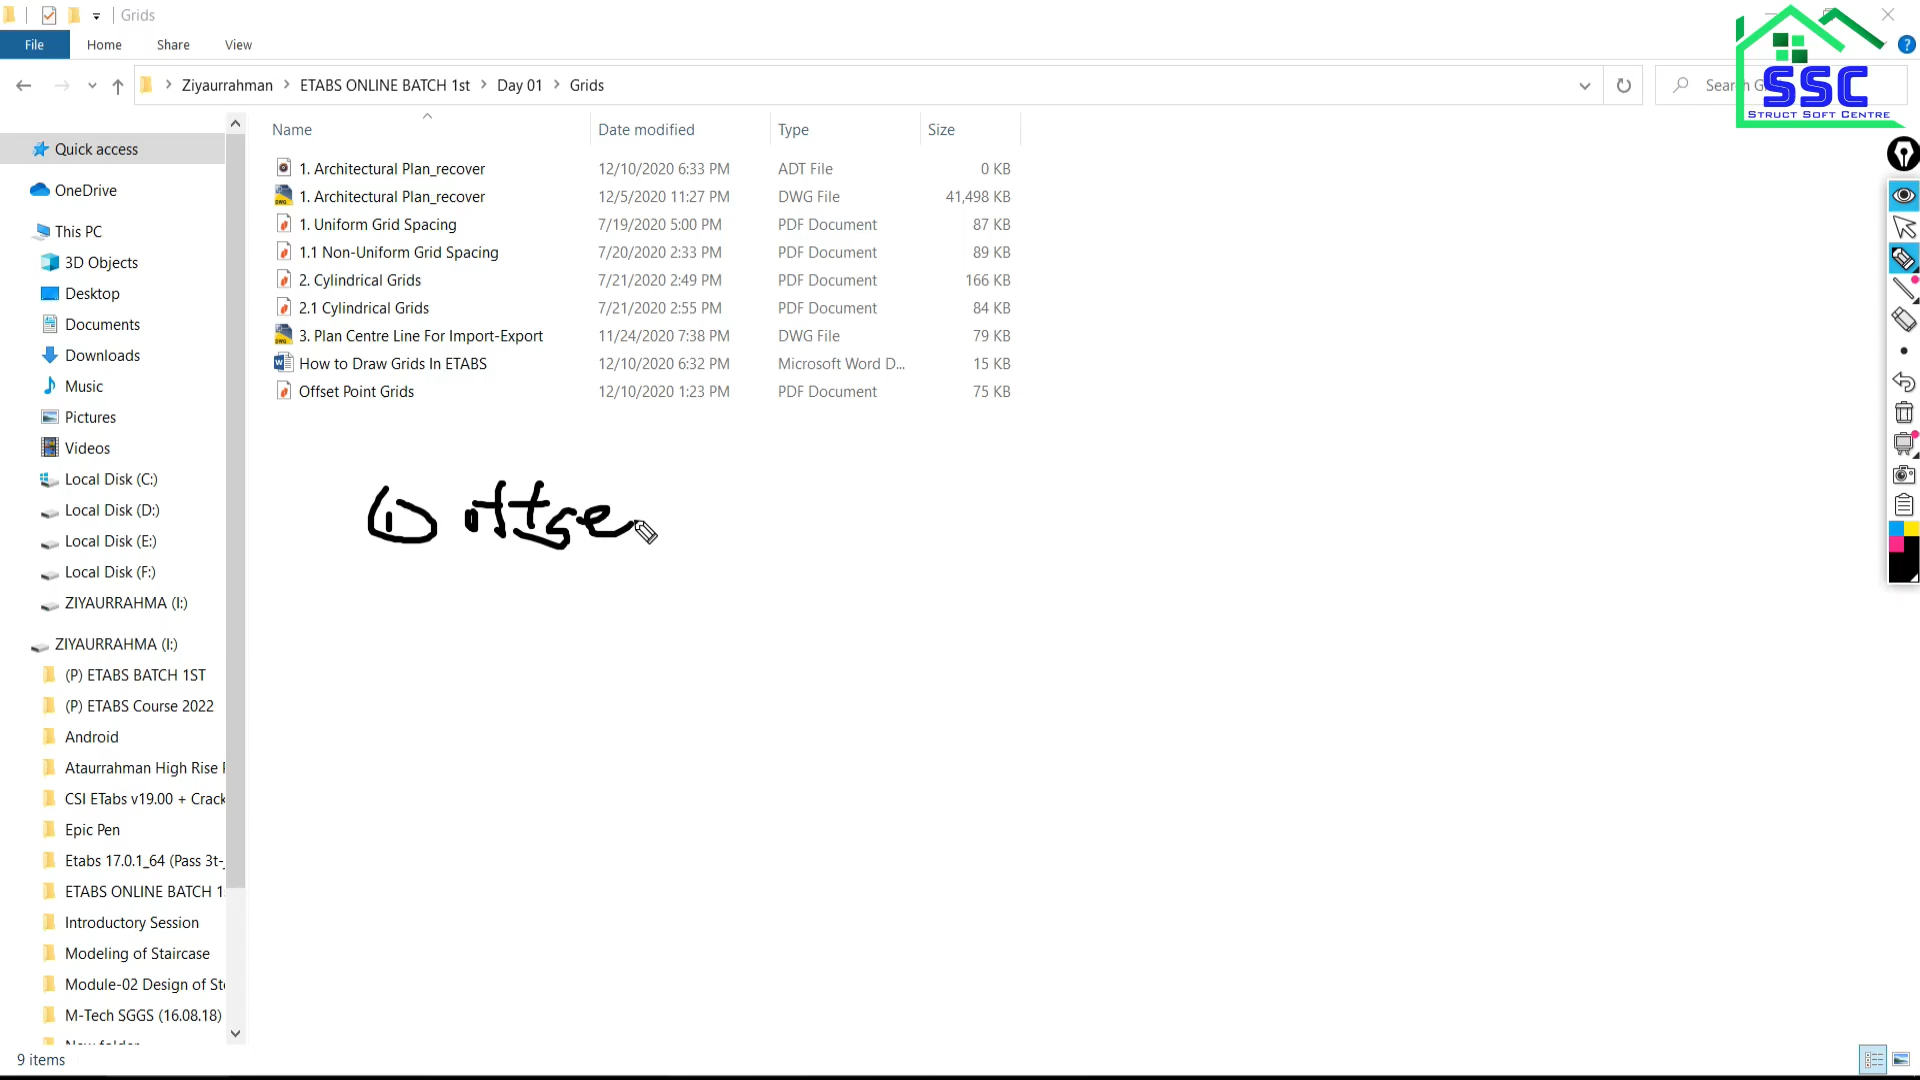 Grids
File Home Share View
Ziyaurrahman > ETABS ONLINE BATCH 1st > Day 01 > Grids
Search G
SSC
STRUCT SOFT CENTRE
Name Date modified Type Size
1. Architectural Plan_recover 12/10/2020 6:33 PM ADT File 0 KB
1. Architectural Plan_recover 12/5/2020 11:27 PM DWG File 41,498 KB
1. Uniform Grid Spacing 7/19/2020 5:00 PM PDF Document 87 KB
1.1 Non-Uniform Grid Spacing 7/20/2020 2:33 PM PDF Document 89 KB
2. Cylindrical Grids 7/21/2020 2:49 PM PDF Document 166 KB
2.1 Cylindrical Grids 7/21/2020 2:55 PM PDF Document 84 KB
3. Plan Centre Line For Import-Export 11/24/2020 7:38 PM DWG File 79 KB
How to Draw Grids In ETABS 12/10/2020 6:32 PM Microsoft Word D... 15 KB
Offset Point Grids 12/10/2020 1:23 PM PDF Document 75 KB
① offse
Quick access
OneDrive
This PC
3D Objects
Desktop
Documents
Downloads
Music
Pictures
Videos
Local Disk (C:)
Local Disk (D:)
Local Disk (E:)
Local Disk (F:)
ZIYAURRAHMA (I:)
ZIYAURRAHMA (I:)
(P) ETABS BATCH 1ST
(P) ETABS Course 2022
Android
Ataurrahman High Rise
CSI ETabs v19.00 + Crack
Epic Pen
Etabs 17.0.1_64 (Pass 3t-
ETABS ONLINE BATCH 1
Introductory Session
Modeling of Staircase
Module-02 Design of St
M-Tech SGGS (16.08.18)
New folder
9 items